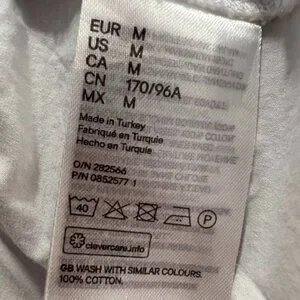 EUR M
US M
CA M
CN 170/96A
MX M
Made in Turkey
Fabriqué en Turquie
Hecho en Turquía
O/N 282566
P/N 0852577 1
40 P
clevercare.info
GB WASH WITH SIMILAR COLOURS.
100% COTTON.